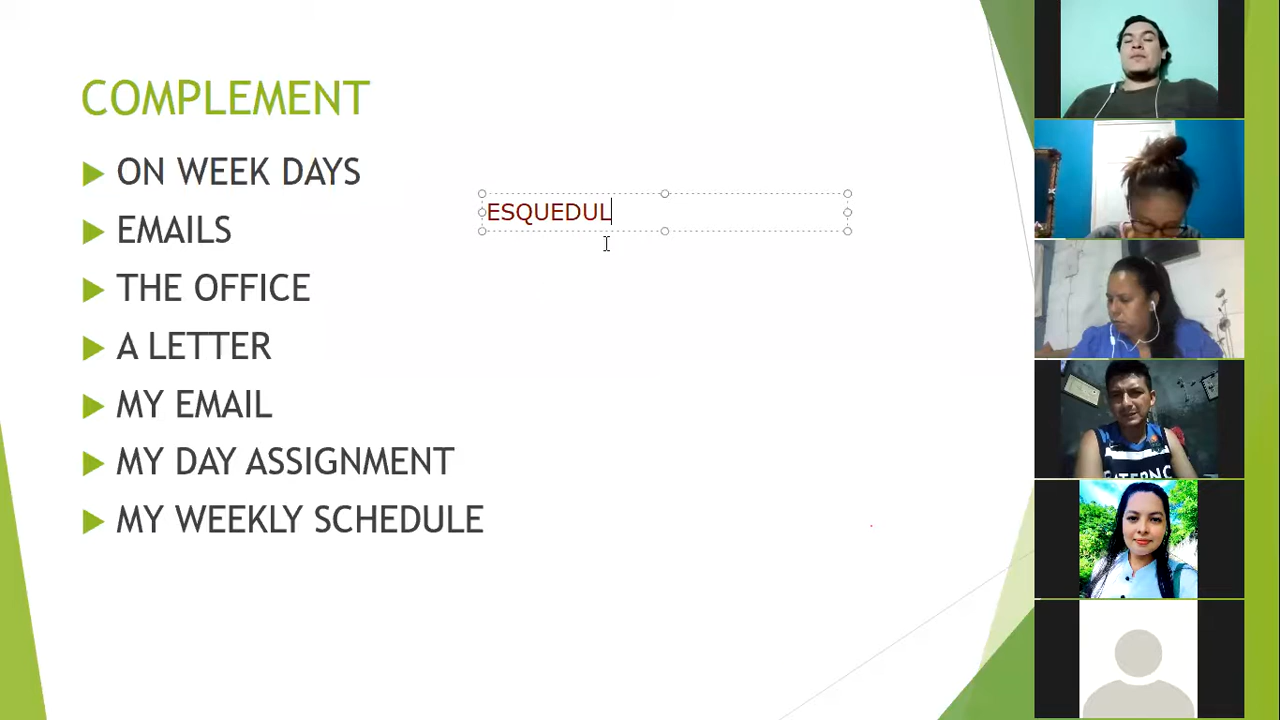 COMPLEMENT
ON WEEK DAYS
ESQUEDUL
EMAILS
THE OFFICE
A LETTER
MY EMAIL
MY DAY ASSIGNMENT
MY WEEKLY SCHEDULE